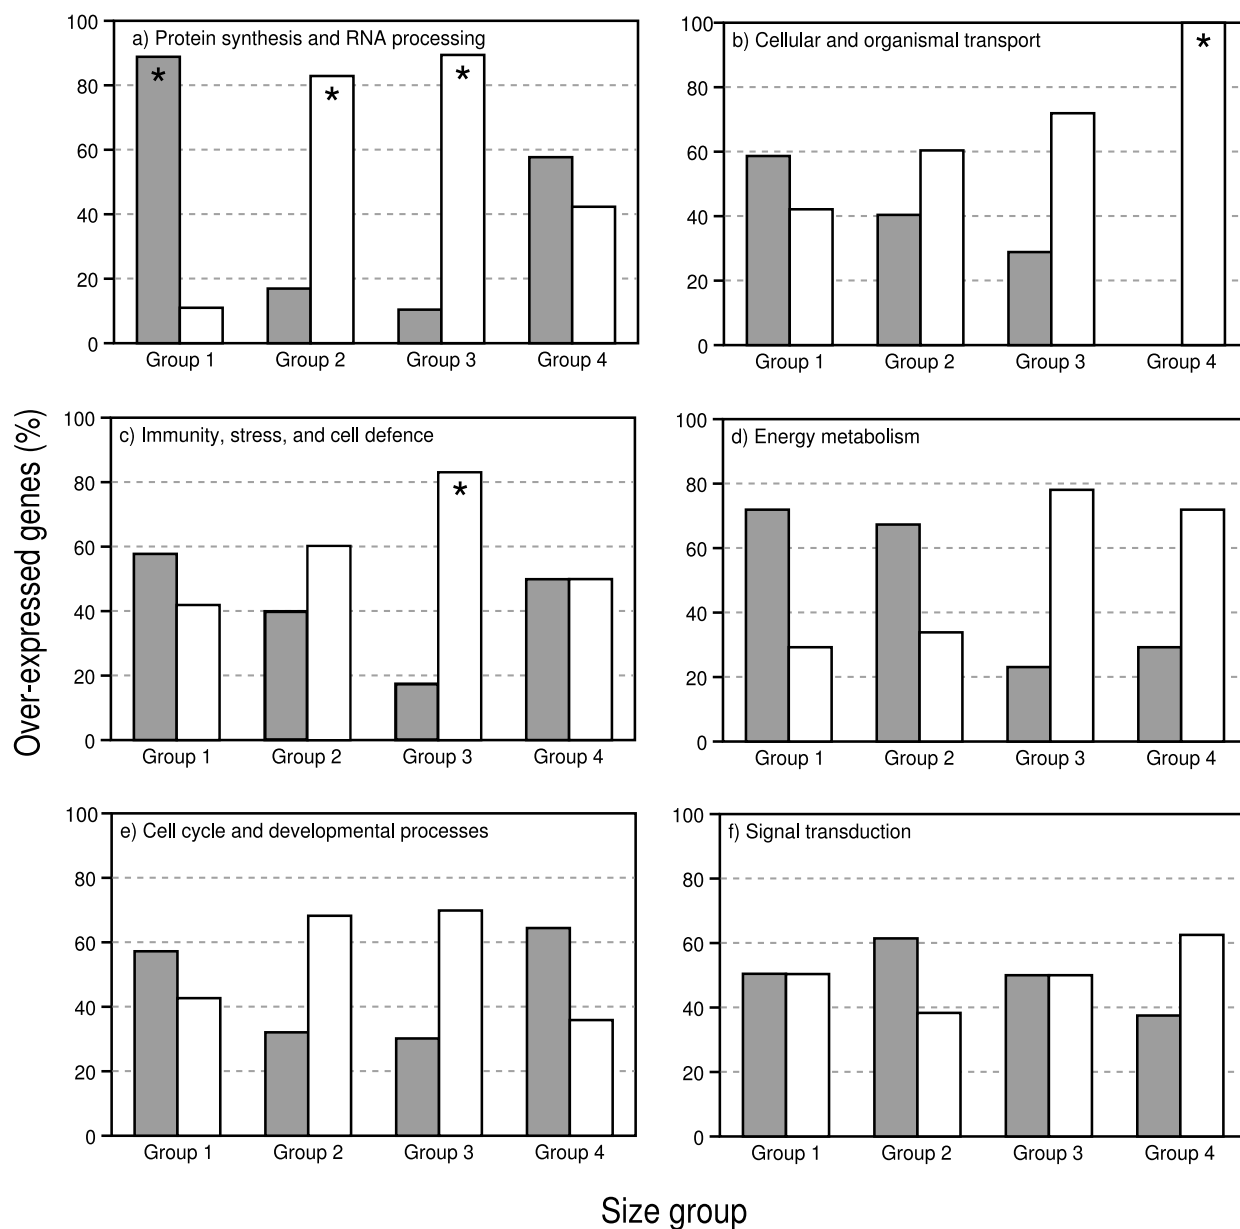 Over-expressed genes (%)
a) Protein synthesis and RNA processing
100
80
60
40
20
0
*
*
*
Group 1
Group 2
Group 3
Group 4
b) Cellular and organismal transport
100
80
60
40
20
0
*
Group 1
Group 2
Group 3
Group 4
c) Immunity, stress, and cell defence
100
80
60
40
20
0
*
Group 1
Group 2
Group 3
Group 4
d) Energy metabolism
100
80
60
40
20
0
Group 1
Group 2
Group 3
Group 4
e) Cell cycle and developmental processes
100
80
60
40
20
0
Group 1
Group 2
Group 3
Group 4
f) Signal transduction
100
80
60
40
20
0
Group 1
Group 2
Group 3
Group 4
Size group